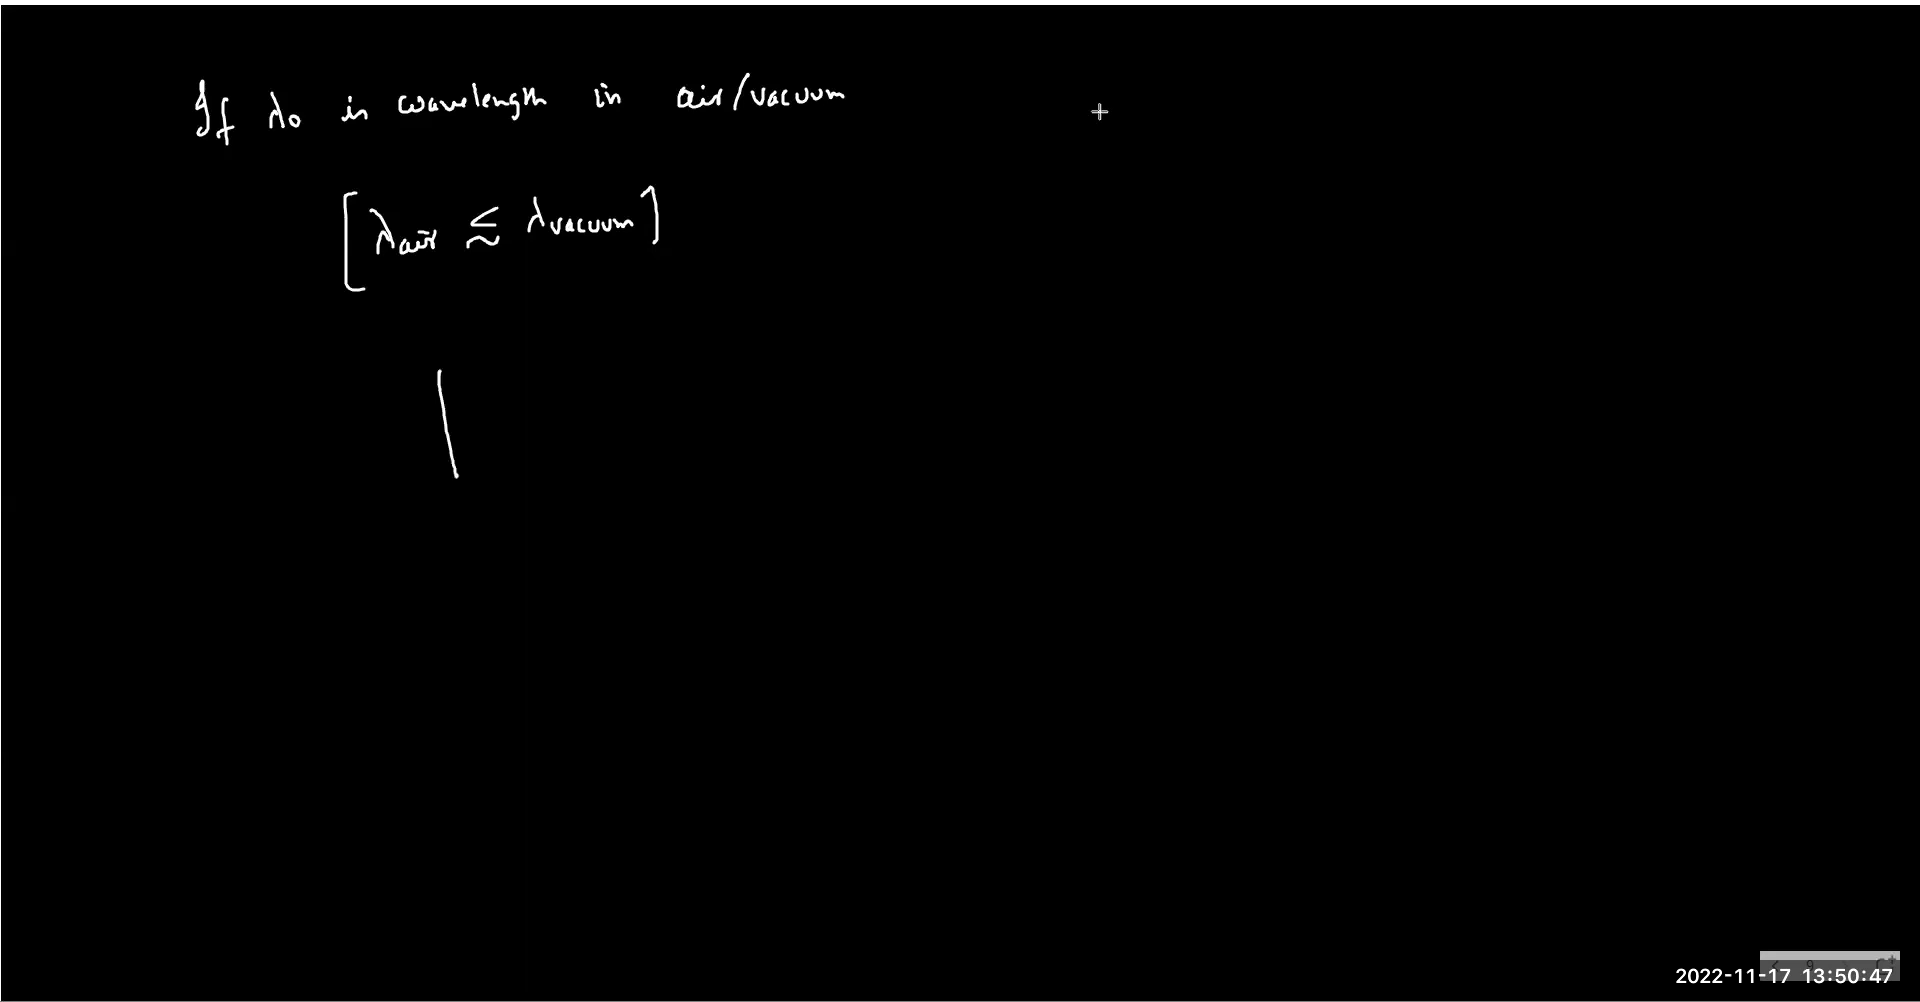 If λ0 is wavelength in air/vacuum
[λair ⪅ λvacuum]
2022-11-17 13:50:47